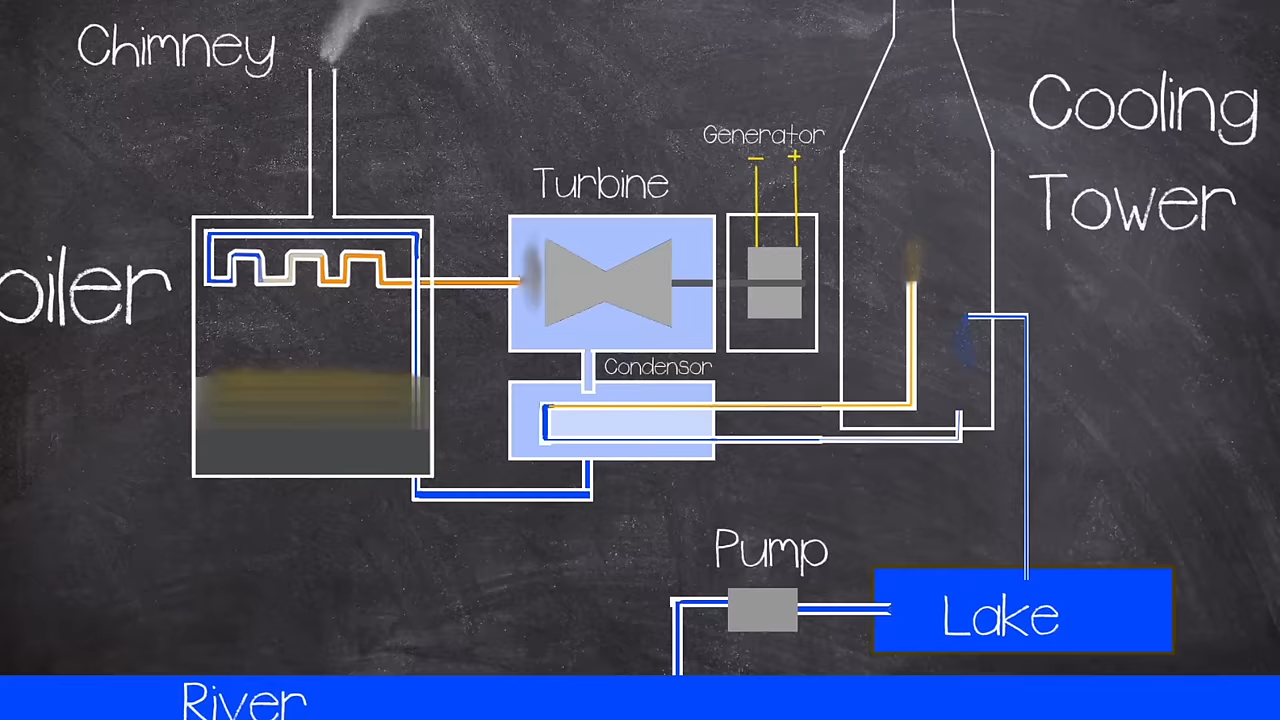 Chimney
Cooling
Tower
Generator
- +
Turbine
oiler
Condensor
Pump
Lake
River